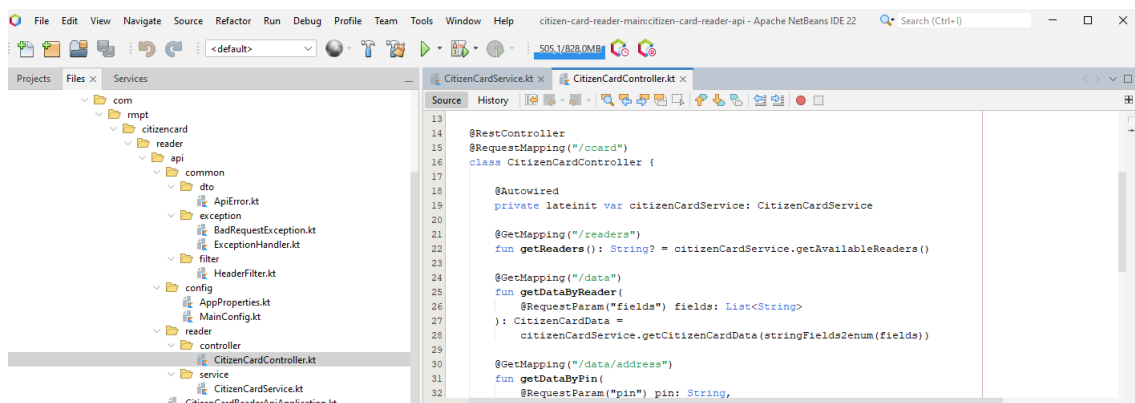 File Edit View Navigate Source Refactor Run Debug Profile Team Tools Window Help citizen-card-reader-main:citizen-card-reader-api - Apache NetBeans IDE 22 Search (Ctrl+I)
<default> 505,1/828,0MB
Projects Files Services
CitizenCardService.kt CitizenCardController.kt
Source History
com
rmpt
citizencard
reader
api
common
dto
ApiError.kt
exception
BadRequestException.kt
ExceptionHandler.kt
filter
HeaderFilter.kt
config
AppProperties.kt
MainConfig.kt
reader
controller
CitizenCardController.kt
service
CitizenCardService.kt
CitizenCardReaderApiApplication.kt
13
14 @RestController
15 @RequestMapping("/ccard")
16 class CitizenCardController {
17
18 @Autowired
19 private lateinit var citizenCardService: CitizenCardService
20
21 @GetMapping("/readers")
22 fun getReaders(): String? = citizenCardService.getAvailableReaders()
23
24 @GetMapping("/data")
25 fun getDataByReader(
26 @RequestParam("fields") fields: List<String>
27 ): CitizenCardData =
28 citizenCardService.getCitizenCardData(stringFields2enum(fields))
29
30 @GetMapping("/data/address")
31 fun getDataByPin(
32 @RequestParam("pin") pin: String,